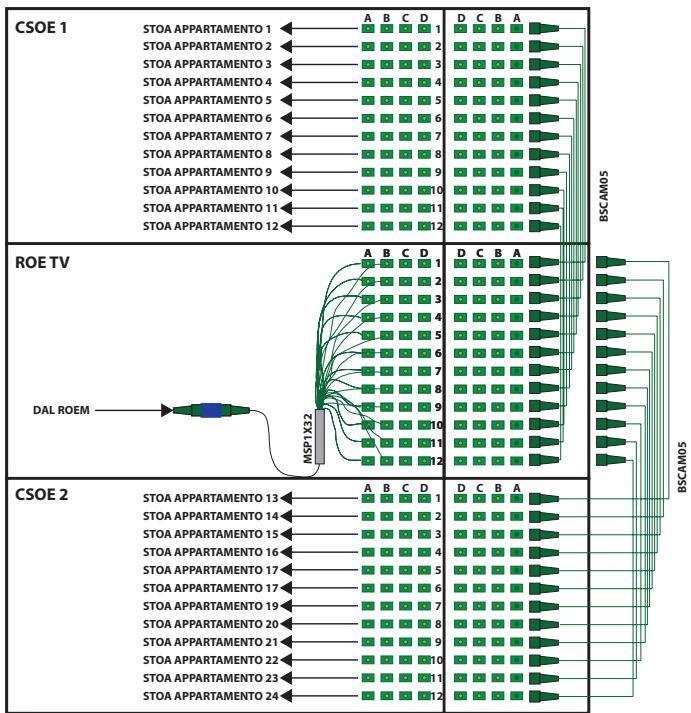 CSOE 1
A B C D D C B A
STOA APPARTAMENTO 1 1
STOA APPARTAMENTO 2 2
STOA APPARTAMENTO 3 3
STOA APPARTAMENTO 4 4
STOA APPARTAMENTO 5 5
STOA APPARTAMENTO 6 6
STOA APPARTAMENTO 7 7
STOA APPARTAMENTO 8 8
STOA APPARTAMENTO 9 9
STOA APPARTAMENTO 10 10
STOA APPARTAMENTO 11 11
STOA APPARTAMENTO 12 12
BSCAM05
ROE TV
A B C D D C B A
1
2
3
4
5
6
7
8
9
10
11
12
DAL ROEM
MSP1X32
BSCAM05
CSOE 2
A B C D D C B A
STOA APPARTAMENTO 13 1
STOA APPARTAMENTO 14 2
STOA APPARTAMENTO 15 3
STOA APPARTAMENTO 16 4
STOA APPARTAMENTO 17 5
STOA APPARTAMENTO 17 6
STOA APPARTAMENTO 19 7
STOA APPARTAMENTO 20 8
STOA APPARTAMENTO 21 9
STOA APPARTAMENTO 22 10
STOA APPARTAMENTO 23 11
STOA APPARTAMENTO 24 12